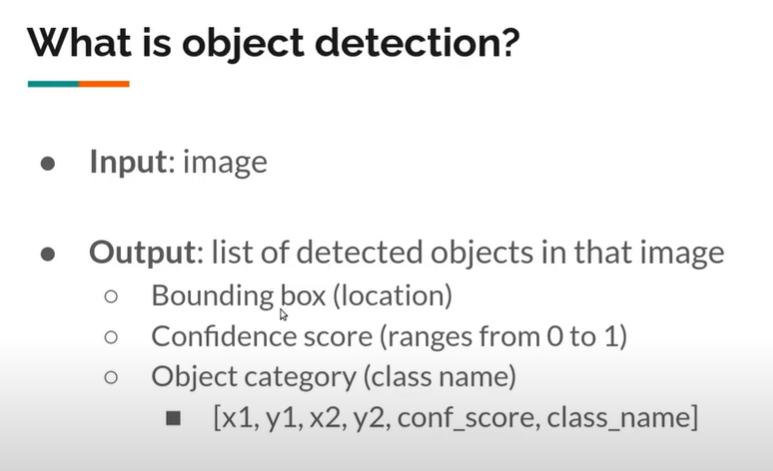 What is object detection?
● Input: image
● Output: list of detected objects in that image
○ Bounding box (location)
○ Confidence score (ranges from 0 to 1)
○ Object category (class name)
■ [x1, y1, x2, y2, conf_score, class_name]